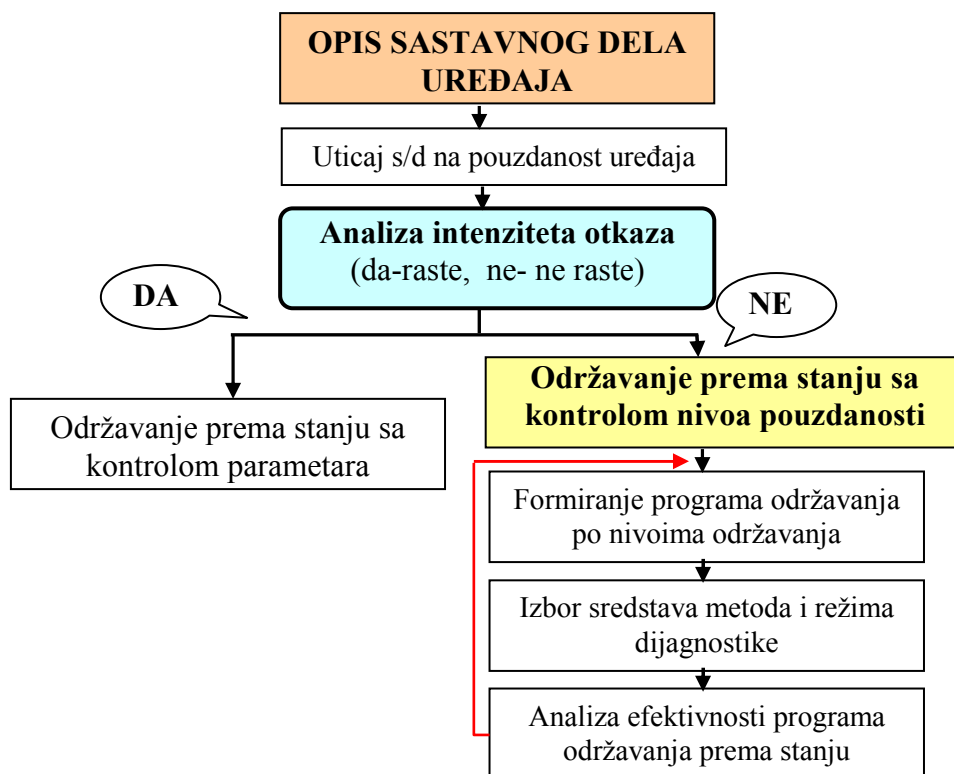 OPIS SASTAVNOG DELA
UREĐAJA
Uticaj s/d na pouzdanost uređaja
Analiza intenziteta otkaza
(da-raste, ne- ne raste)
DA
NE
Održavanje prema stanju sa
kontrolom parametara
Održavanje prema stanju sa
kontrolom nivoa pouzdanosti
Formiranje programa održavanja
po nivoima održavanja
Izbor sredstava metoda i režima
dijagnostike
Analiza efektivnosti programa
održavanja prema stanju